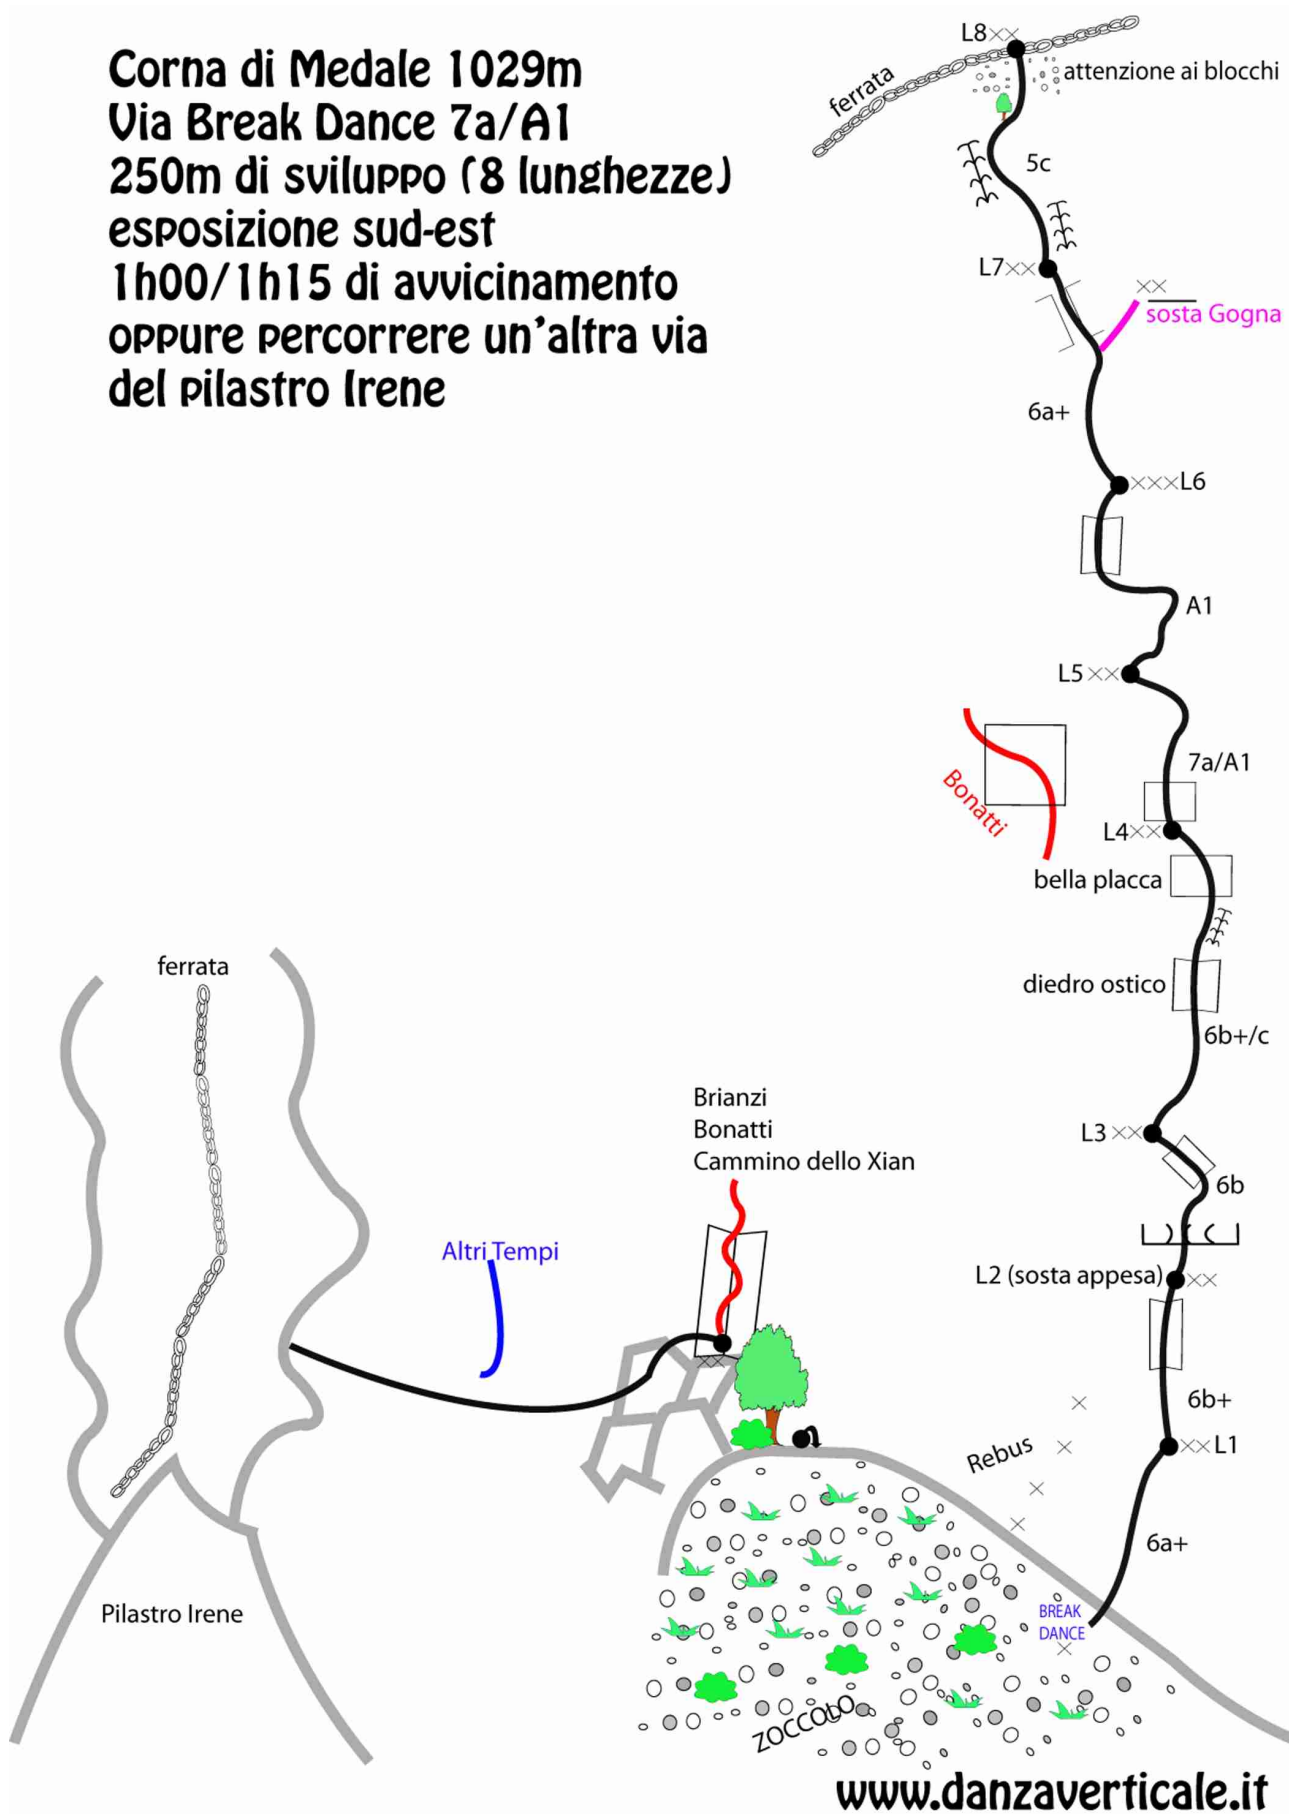 Corna di Medale 1029m
Via Break Dance 7a/A1
250m di sviluppo (8 lunghezze)
esposizione sud-est
1h00/1h15 di avvicinamento
oppure percorrere un'altra via
del pilastro Irene
L8
ferrata
attenzione ai blocchi
5c
L7
sosta Gogna
6a+
L6
A1
L5
7a/A1
Bonatti
L4
bella placca
diedro ostico
6b+/c
L3
6b
L2 (sosta appesa)
6b+
L1
Rebus
6a+
BREAK
DANCE
ferrata
Brianzi
Bonatti
Cammino dello Xian
Altri Tempi
Pilastro Irene
ZOCCOLO
www.danzaverticale.it